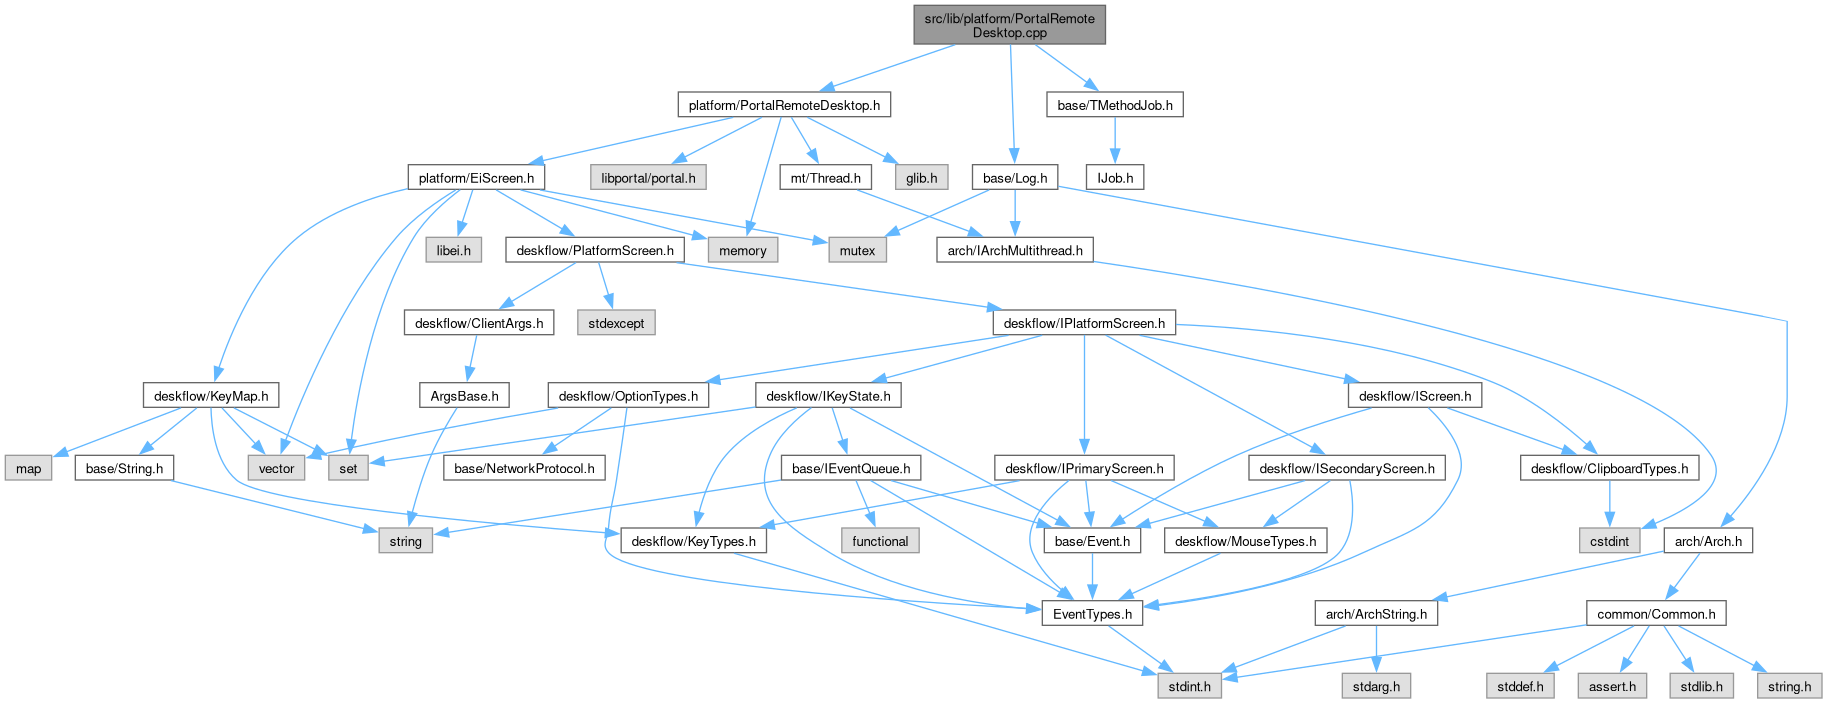 src/lib/platform/PortalRemote
Desktop.cpp
platform/PortalRemoteDesktop.h
base/TMethodJob.h
platform/EiScreen.h
libportal/portal.h
mt/Thread.h
glib.h
base/Log.h
IJob.h
libei.h
deskflow/PlatformScreen.h
memory
mutex
arch/IArchMultithread.h
deskflow/ClientArgs.h
stdexcept
deskflow/IPlatformScreen.h
deskflow/KeyMap.h
ArgsBase.h
deskflow/OptionTypes.h
deskflow/IKeyState.h
deskflow/IScreen.h
map
base/String.h
vector
set
base/NetworkProtocol.h
base/IEventQueue.h
deskflow/IPrimaryScreen.h
deskflow/ISecondaryScreen.h
deskflow/ClipboardTypes.h
string
deskflow/KeyTypes.h
functional
base/Event.h
deskflow/MouseTypes.h
cstdint
arch/Arch.h
EventTypes.h
arch/ArchString.h
common/Common.h
stdint.h
stdarg.h
stddef.h
assert.h
stdlib.h
string.h